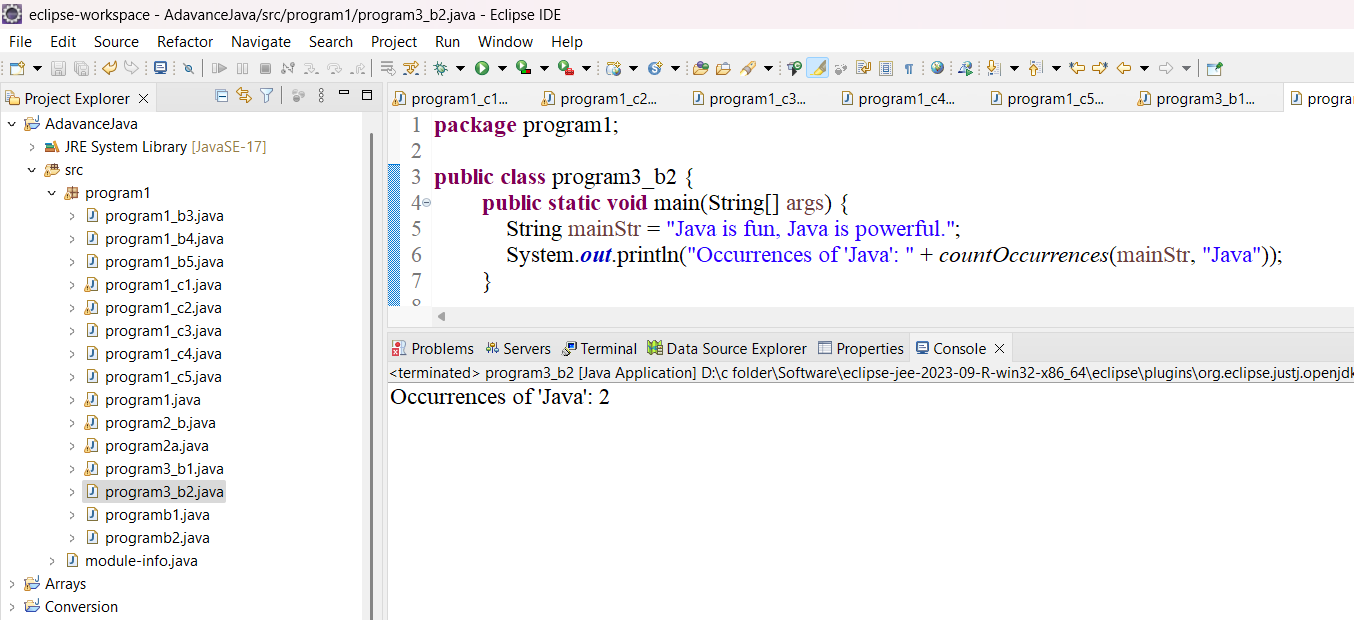 eclipse-workspace - AdavanceJava/src/program1/program3_b2.java - Eclipse IDE
File Edit Source Refactor Navigate Search Project Run Window Help
Project Explorer
AdavanceJava
JRE System Library [JavaSE-17]
src
program1
program1_b3.java
program1_b4.java
program1_b5.java
program1_c1.java
program1_c2.java
program1_c3.java
program1_c4.java
program1_c5.java
program1.java
program2_b.java
program2a.java
program3_b1.java
program3_b2.java
programb1.java
programb2.java
module-info.java
Arrays
Conversion
program1_c1... program1_c2... program1_c3... program1_c4... program1_c5... program3_b1...
1 package program1;
2
3 public class program3_b2 {
4 public static void main(String[] args) {
5 String mainStr = "Java is fun, Java is powerful.";
6 System.out.println("Occurrences of 'Java': " + countOccurrences(mainStr, "Java"));
7 }
8
Problems Servers Terminal Data Source Explorer Properties Console
<terminated> program3_b2 [Java Application] D:\c folder\Software\eclipse-jee-2023-09-R-win32-x86_64\eclipse\plugins\org.eclipse.justj.openjdk
Occurrences of 'Java': 2